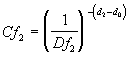 Cf₂ = (1/Df₂)^-(d₂-d₀)